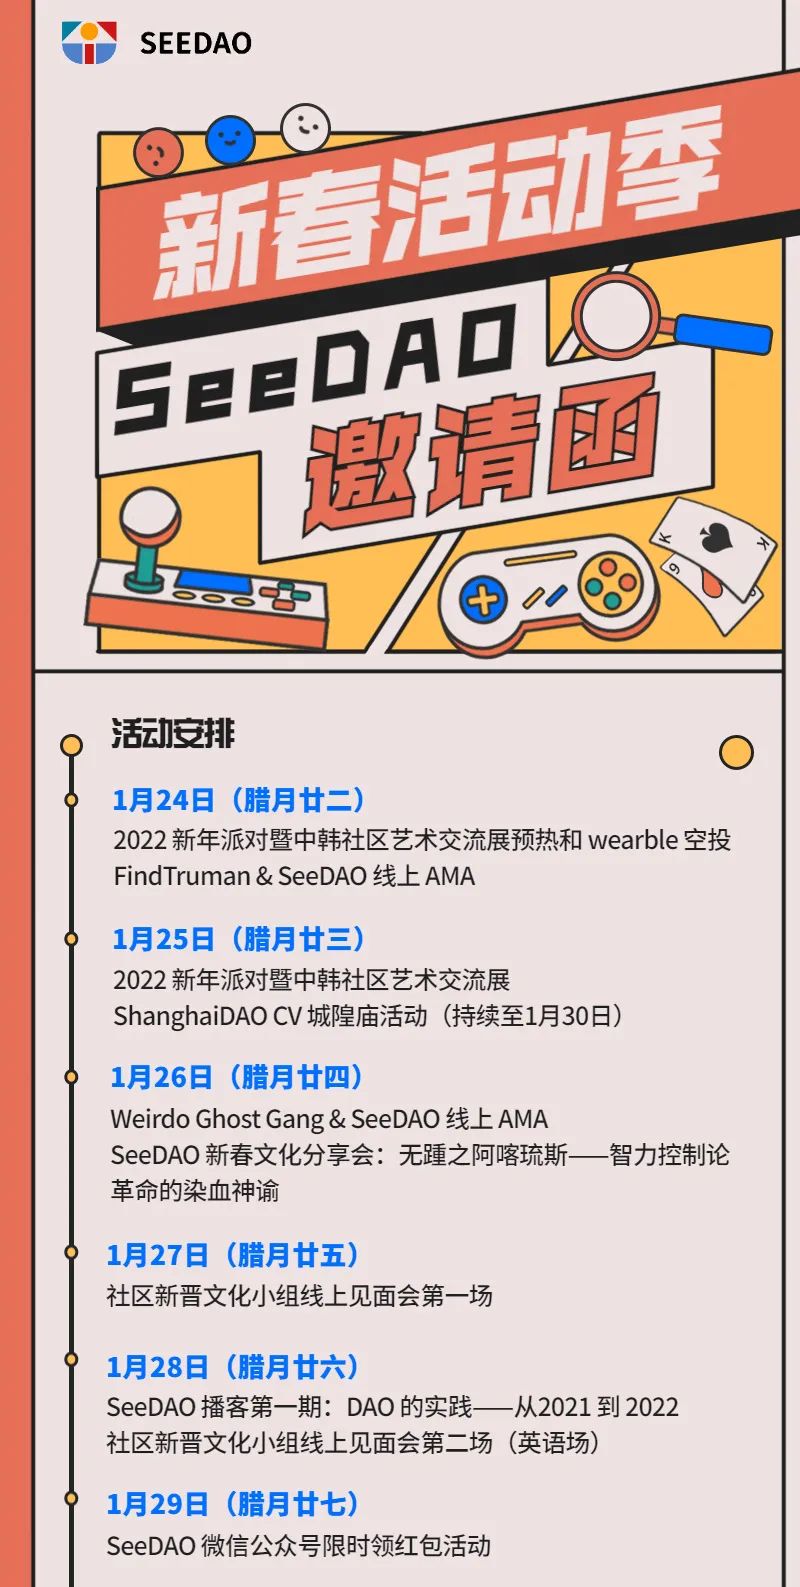 SEEDAO
新春活动季
SeeDAO
邀请函
K
K
9
活动安排
1月24日（腊月廿二）
2022 新年派对暨中韩社区艺术交流展预热和 wearble 空投
FindTruman & SeeDAO 线上 AMA
1月25日（腊月廿三）
2022 新年派对暨中韩社区艺术交流展
ShanghaiDAO CV 城隍庙活动（持续至1月30日）
1月26日（腊月廿四）
Weirdo Ghost Gang & SeeDAO 线上 AMA
SeeDAO 新春文化分享会：无踵之阿喀琉斯——智力控制论
革命的染血神谕
1月27日（腊月廿五）
社区新晋文化小组线上见面会第一场
1月28日（腊月廿六）
SeeDAO 播客第一期：DAO 的实践——从2021 到 2022
社区新晋文化小组线上见面会第二场（英语场）
1月29日（腊月廿七）
SeeDAO 微信公众号限时领红包活动